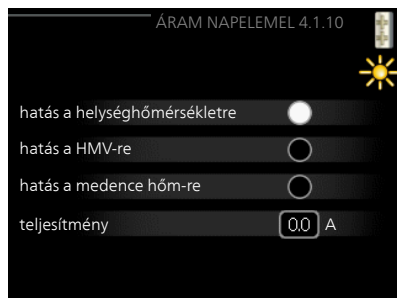 ÁRAM NAPELEMEL 4.1.10
hatás a helységhőmérsékletre
hatás a HMV-re
hatás a medence hőm-re
teljesítmény 0.0 A